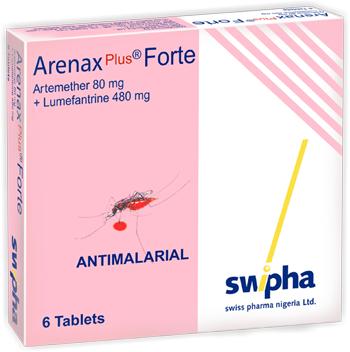 Arenax Plus® Forte
Artemether 80 mg
+ Lumefantrine 480 mg
ANTIMALARIAL
6 Tablets
swipha
swiss pharma nigeria Ltd.
Arenax Plus® Forte
swipha